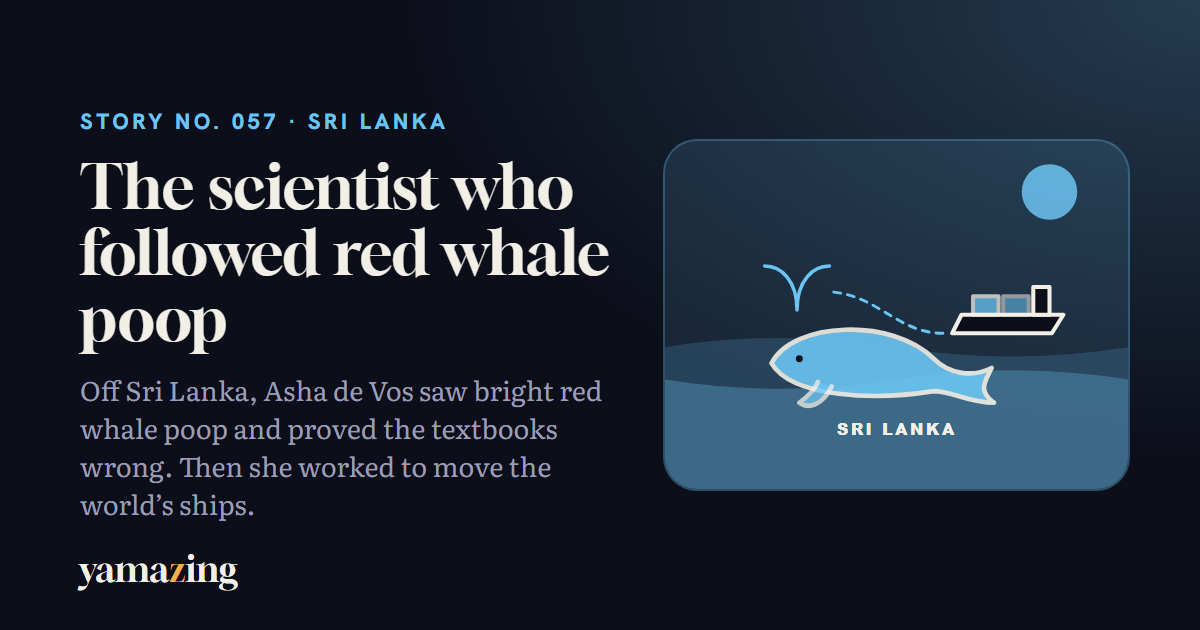 STORY NO. 057 · SRI LANKA
The scientist who
followed red whale
poop
Off Sri Lanka, Asha de Vos saw bright red
whale poop and proved the textbooks
wrong. Then she worked to move the
world’s ships.
yamazing
SRI LANKA